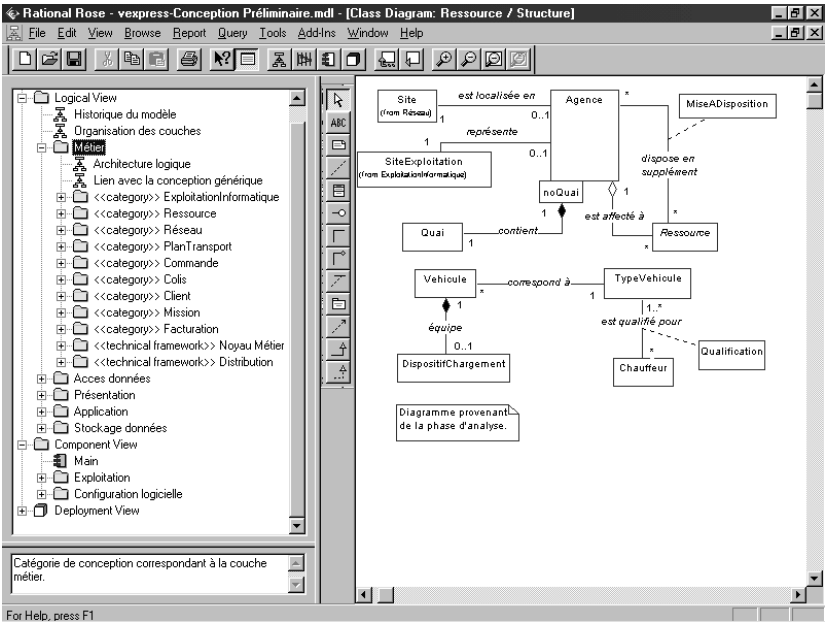 Rational Rose - vexpress-Conception Préliminaire.mdl - [Class Diagram: Ressource / Structure]
File Edit View Browse Report Query Tools Add-Ins Window Help
Logical View
Historique du modèle
Organisation des couches
Métier
Architecture logique
Lien avec la conception générique
<<category>> ExploitationInformatique
<<category>> Ressource
<<category>> Réseau
<<category>> PlanTransport
<<category>> Commande
<<category>> Colis
<<category>> Client
<<category>> Mission
<<category>> Facturation
<<technical framework>> Noyau Métier
<<technical framework>> Distribution
Acces données
Présentation
Application
Stockage données
Component View
Main
Exploitation
Configuration logicielle
Deployment View
Catégorie de conception correspondant à la couche
métier.
ABC
Site
(from Réseau)
est localisée en
1
0..1
Agence
*
MiseADisposition
représente
1
0..1
SiteExploitation
(from ExploitationInformatique)
dispose en
supplément
noQuai
1
1
est affecté à
*
*
Ressource
Quai
contient
1
Vehicule
correspond à
TypeVehicule
*
1
1
1..*
équipe
est qualifié pour
0..1
*
DispositifChargement
Qualification
Chauffeur
Diagramme provenant
de la phase d'analyse.
For Help, press F1